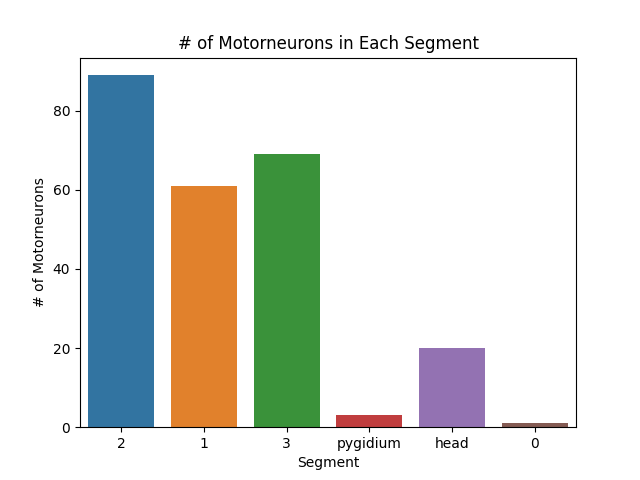 # of Motorneurons in Each Segment
# of Motorneurons
80
60
40
20
0
2 1 3 pygidium head 0
Segment